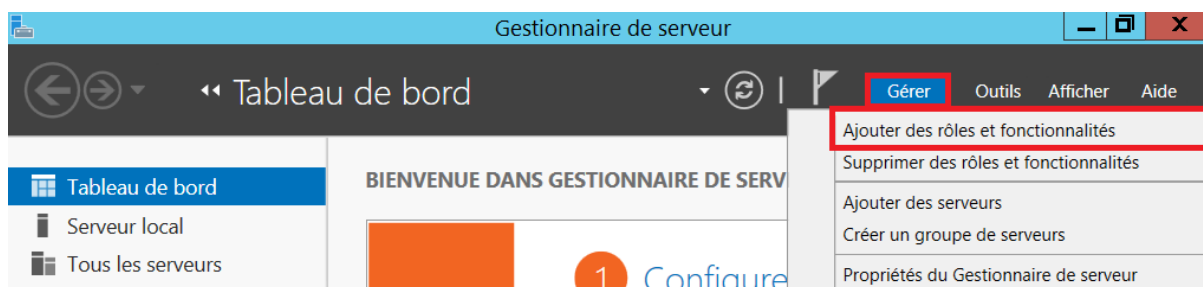 Gestionnaire de serveur
Tableau de bord
Gérer Outils Afficher Aide
Ajouter des rôles et fonctionnalités
Supprimer des rôles et fonctionnalités
Ajouter des serveurs
Créer un groupe de serveurs
Propriétés du Gestionnaire de serveur
Tableau de bord
Serveur local
Tous les serveurs
BIENVENUE DANS GESTIONNAIRE DE SERV
1 Configure